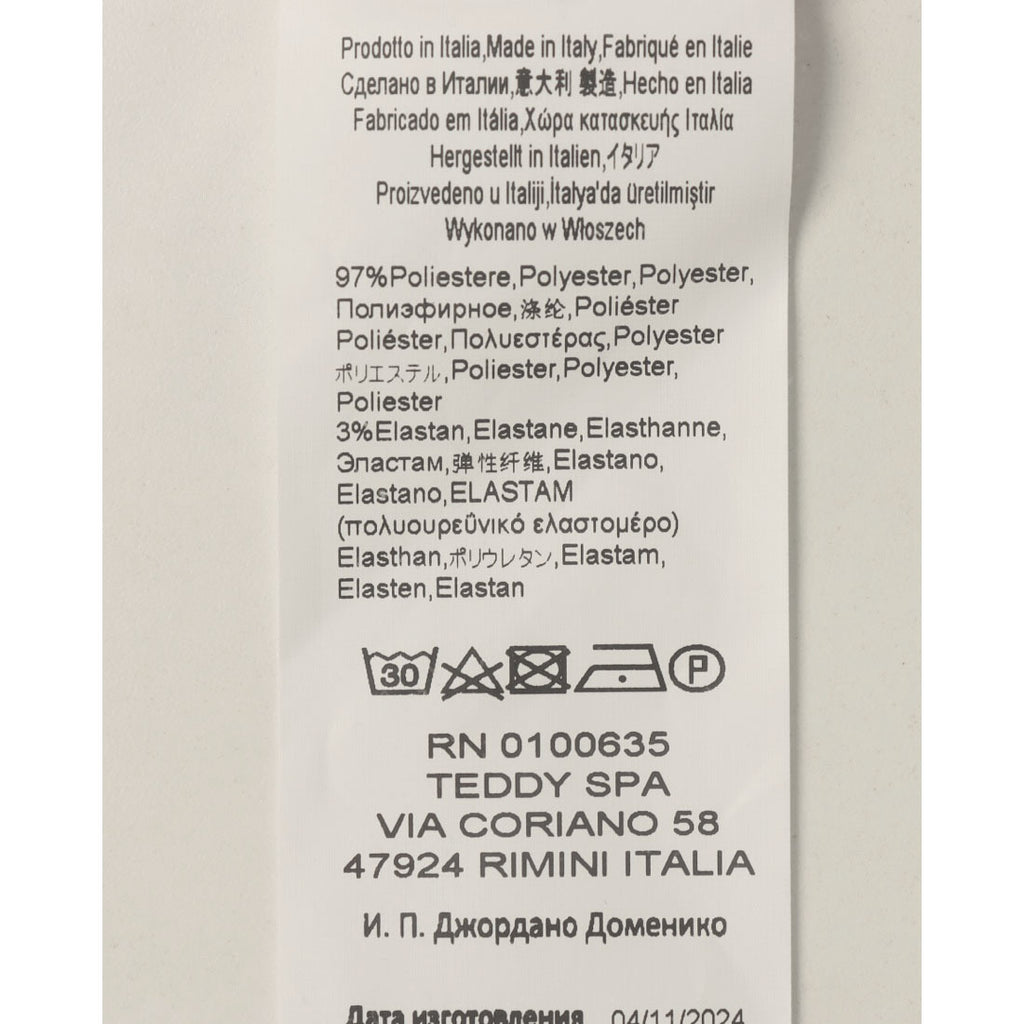 Prodotto in Italia,Made in Italy,Fabriqué en Italie
Сделано в Италии,意大利 製造,Hecho en Italia
Fabricado em Itália,Χώρα κατασκευής Ιταλία
Hergestellt in Italien,イタリア
Proizvedeno u Italiji,İtalya'da üretilmiştir
Wykonano w Włoszech
97%Poliestere,Polyester,Polyester,
Полиэфирное,涤纶,Poliéster
Poliéster,Πολυεστέρας,Polyester
ポリエステル,Poliester,Polyester,
Poliester
3%Elastan,Elastane,Elasthanne,
Эластам,弹性纤维,Elastano,
Elastano,ELASTAM
(πολυουρεϋνικό ελαστομέρο)
Elasthan,ポリウレタン,Elastam,
Elasten,Elastan
30 P
RN 0100635
TEDDY SPA
VIA CORIANO 58
47924 RIMINI ITALIA
И. П. Джордано Доменико
Дата изготовления 04/11/2024